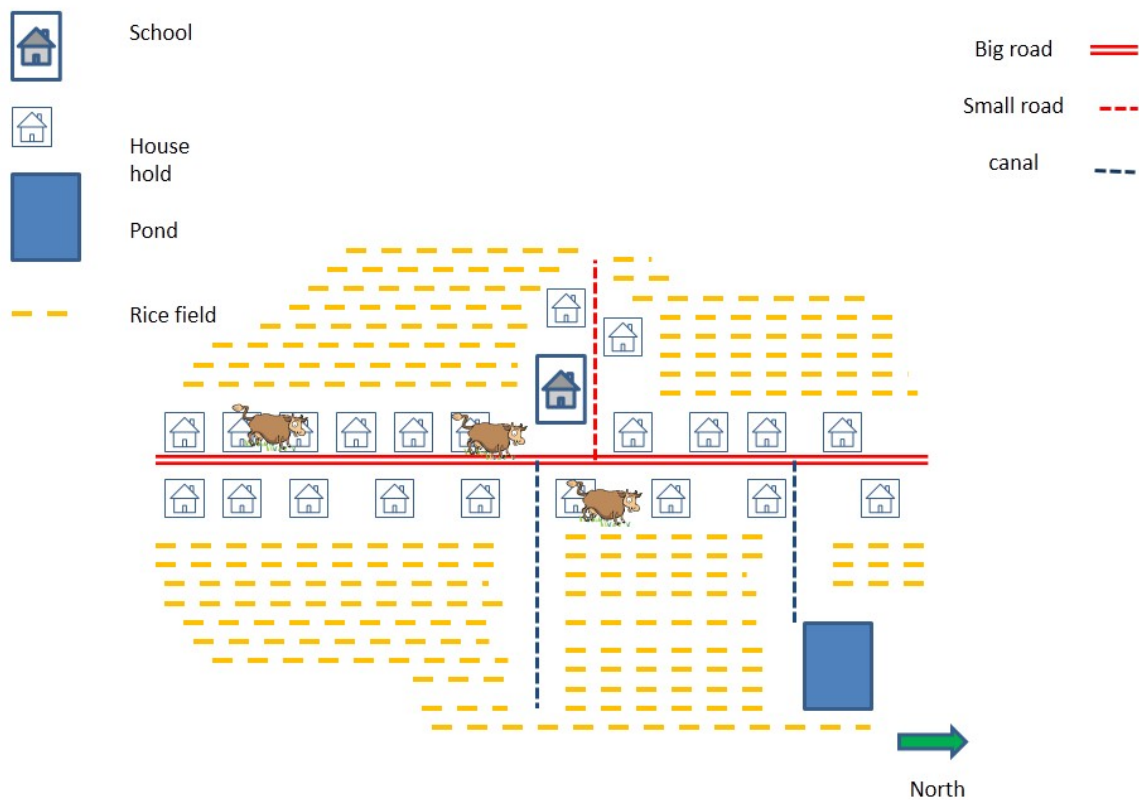 School
House
hold
Pond
Rice field
Big road
Small road
canal
North